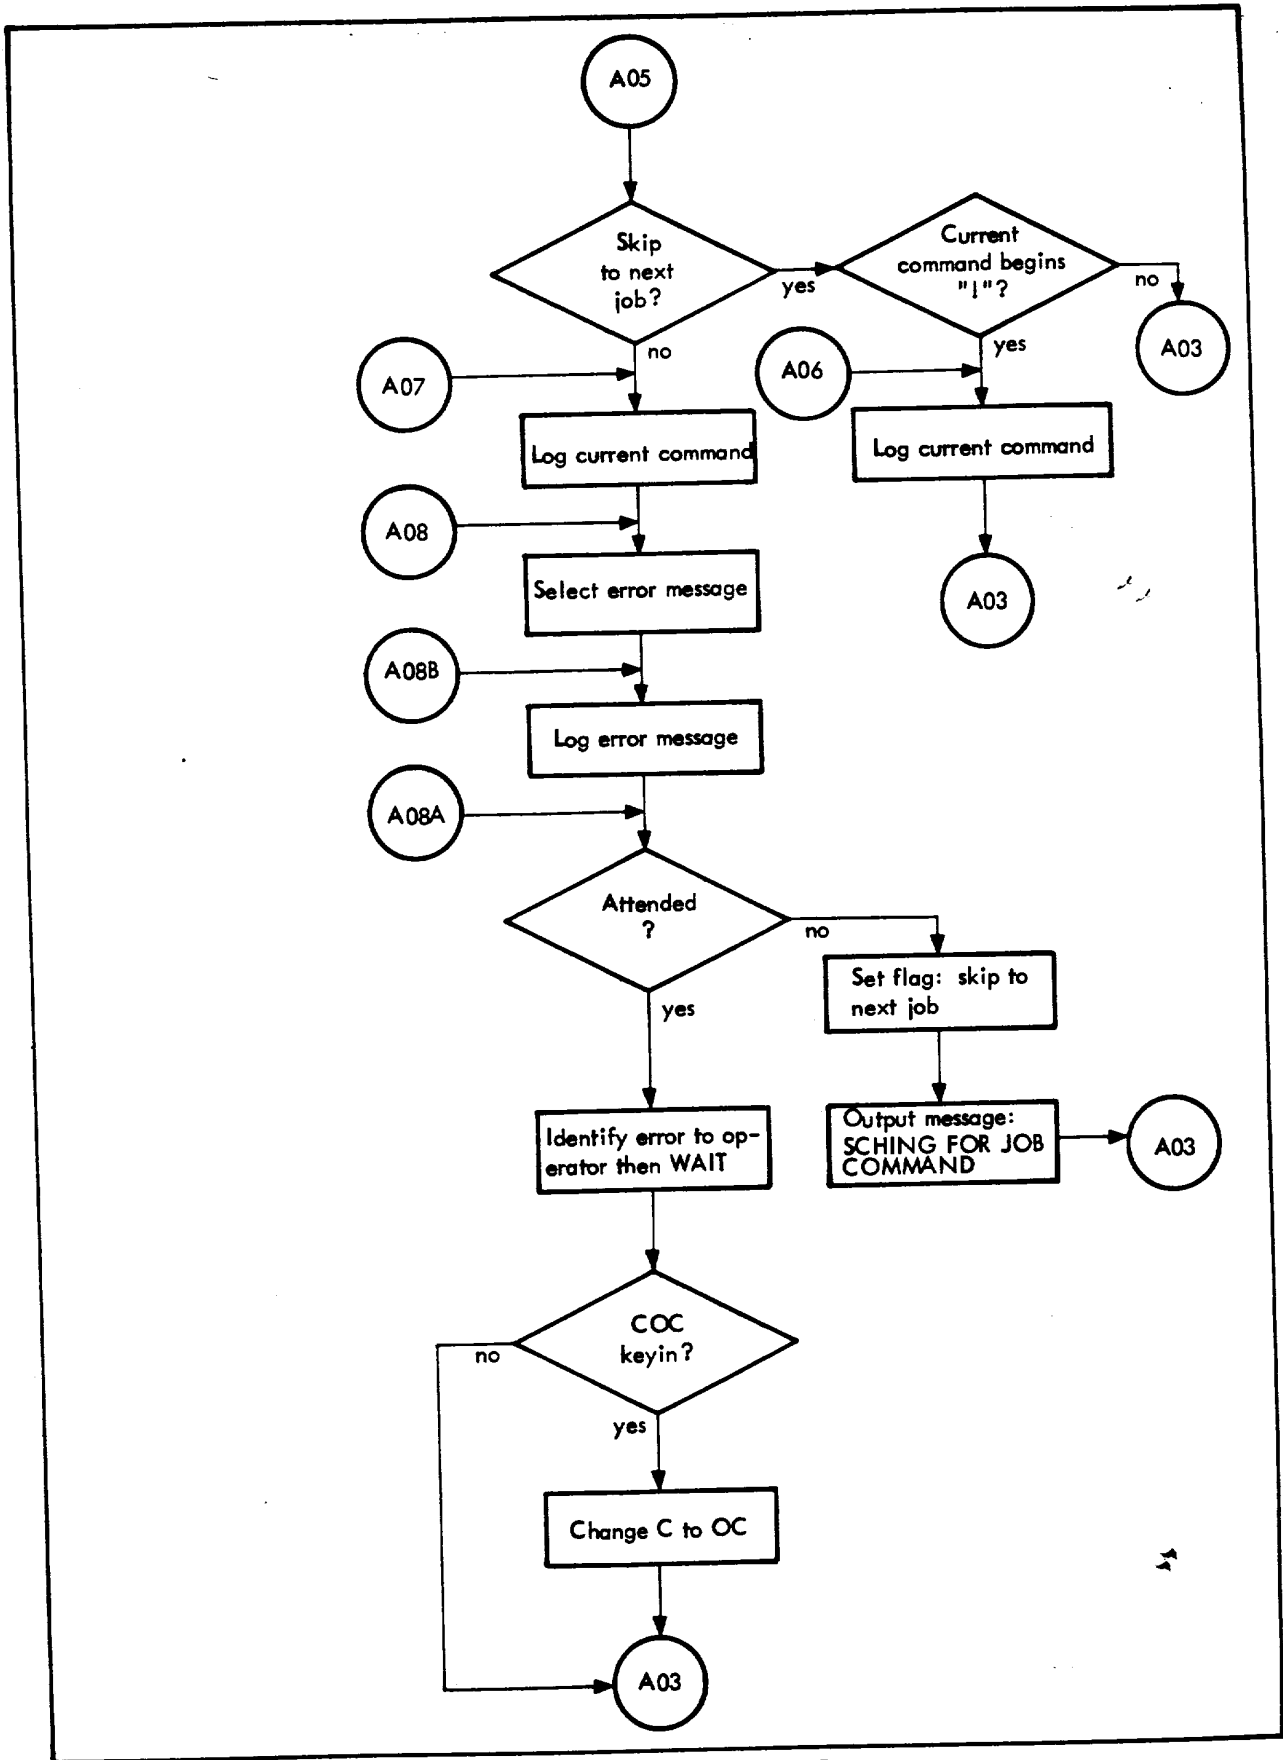 A05
Skip
to next
job?
yes
Current
command begins
"!"?
no
A03
no
yes
A07
A06
Log current command
Log current command
A08
Select error message
A03
A08B
Log error message
A08A
Attended
?
no
yes
Set flag: skip to
next job
Identify error to op-
erator then WAIT
Output message:
SCHING FOR JOB
COMMAND
A03
COC
keyin?
no
yes
Change C to OC
A03